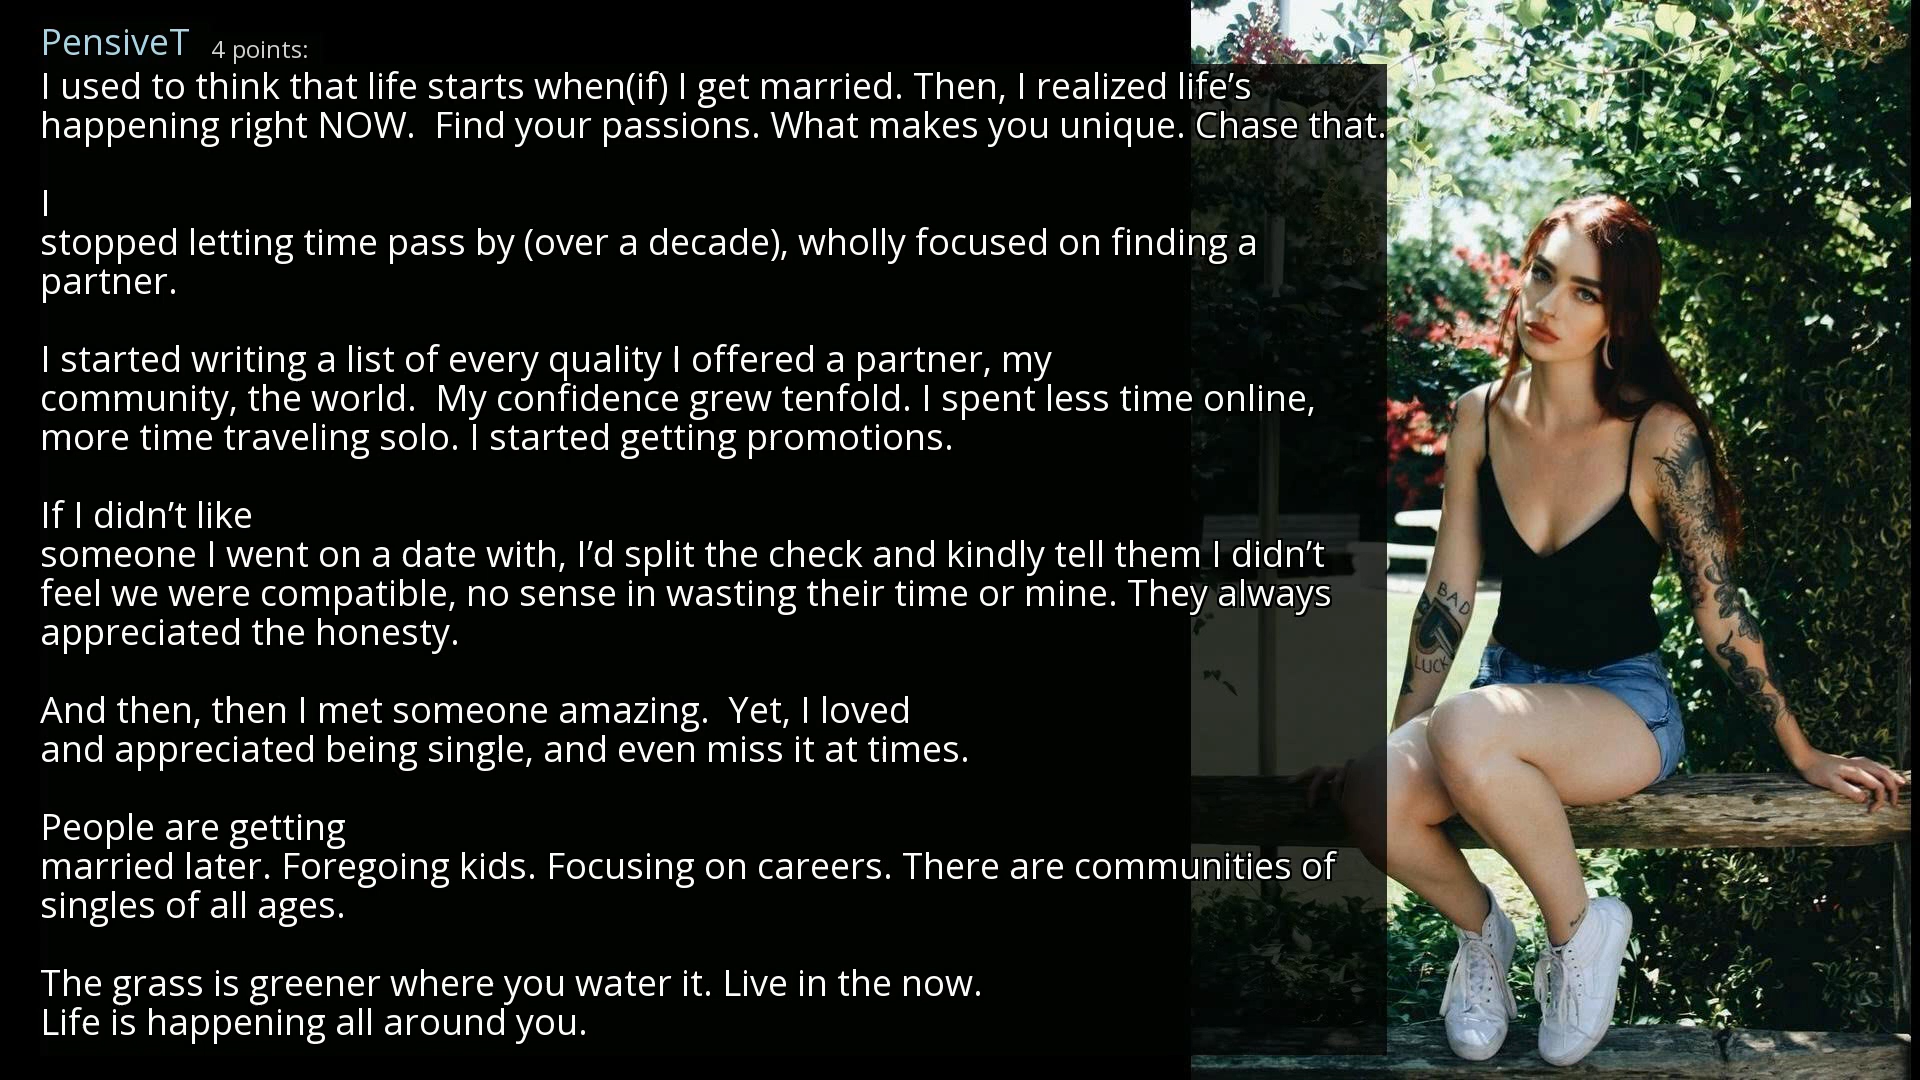 PensiveT 4 points:
I used to think that life starts when(if) I get married. Then, I realized life’s
happening right NOW.  Find your passions. What makes you unique. Chase that.
I
stopped letting time pass by (over a decade), wholly focused on finding a
partner.
I started writing a list of every quality I offered a partner, my
community, the world.  My confidence grew tenfold. I spent less time online,
more time traveling solo. I started getting promotions.
If I didn’t like
someone I went on a date with, I’d split the check and kindly tell them I didn’t
feel we were compatible, no sense in wasting their time or mine. They always
appreciated the honesty.
And then, then I met someone amazing.  Yet, I loved
and appreciated being single, and even miss it at times.
People are getting
married later. Foregoing kids. Focusing on careers. There are communities of
singles of all ages.
The grass is greener where you water it. Live in the now.
Life is happening all around you.
BAD
LUCK